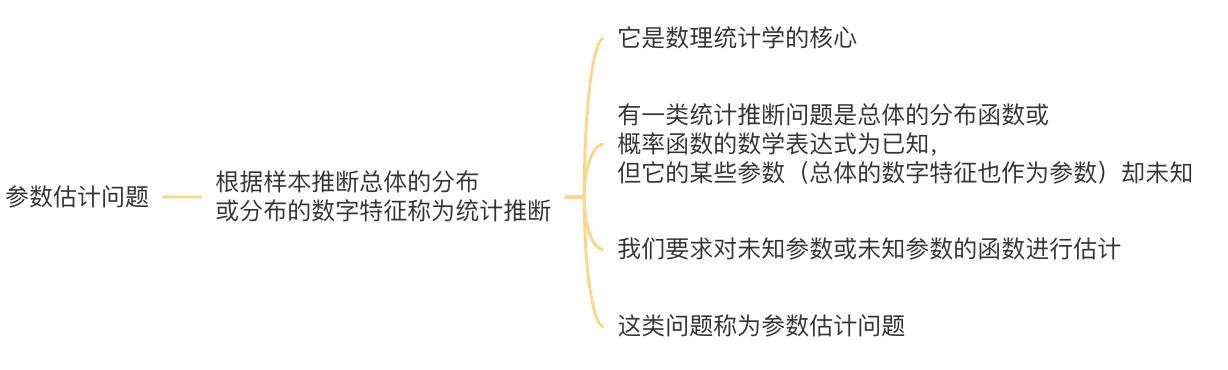 参数估计问题
根据样本推断总体的分布
或分布的数字特征称为统计推断
它是数理统计学的核心
有一类统计推断问题是总体的分布函数或
概率函数的数学表达式为已知,
但它的某些参数（总体的数字特征也作为参数）却未知
我们要求对未知参数或未知参数的函数进行估计
这类问题称为参数估计问题